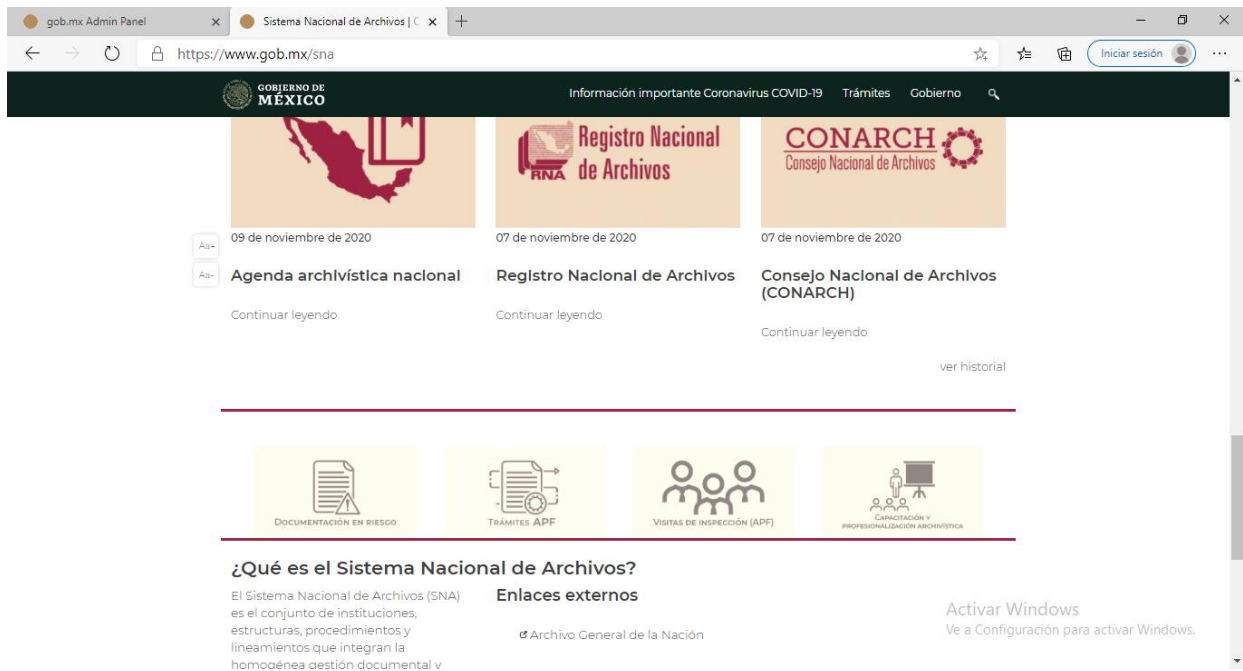 gob.mx Admin Panel
Sistema Nacional de Archivos | C
https://www.gob.mx/sna
Iniciar sesión
GOBIERNO DE
MÉXICO
Información importante Coronavirus COVID-19 Trámites Gobierno
Registro Nacional
de Archivos
RNA
CONARCH
Consejo Nacional de Archivos
Aa+
Aa-
09 de noviembre de 2020
Agenda archivística nacional
Continuar leyendo
07 de noviembre de 2020
Registro Nacional de Archivos
Continuar leyendo
07 de noviembre de 2020
Consejo Nacional de Archivos
(CONARCH)
Continuar leyendo
ver historial
DOCUMENTACIÓN EN RIESGO
TRÁMITES APF
VISITAS DE INSPECCIÓN (APF)
CAPACITACIÓN Y
PROFESIONALIZACIÓN ARCHIVÍSTICA
¿Qué es el Sistema Nacional de Archivos?
El Sistema Nacional de Archivos (SNA)
es el conjunto de instituciones,
estructuras, procedimientos y
lineamientos que integran la
homogénea gestión documental y
Enlaces externos
Archivo General de la Nación
Activar Windows
Ve a Configuración para activar Windows.